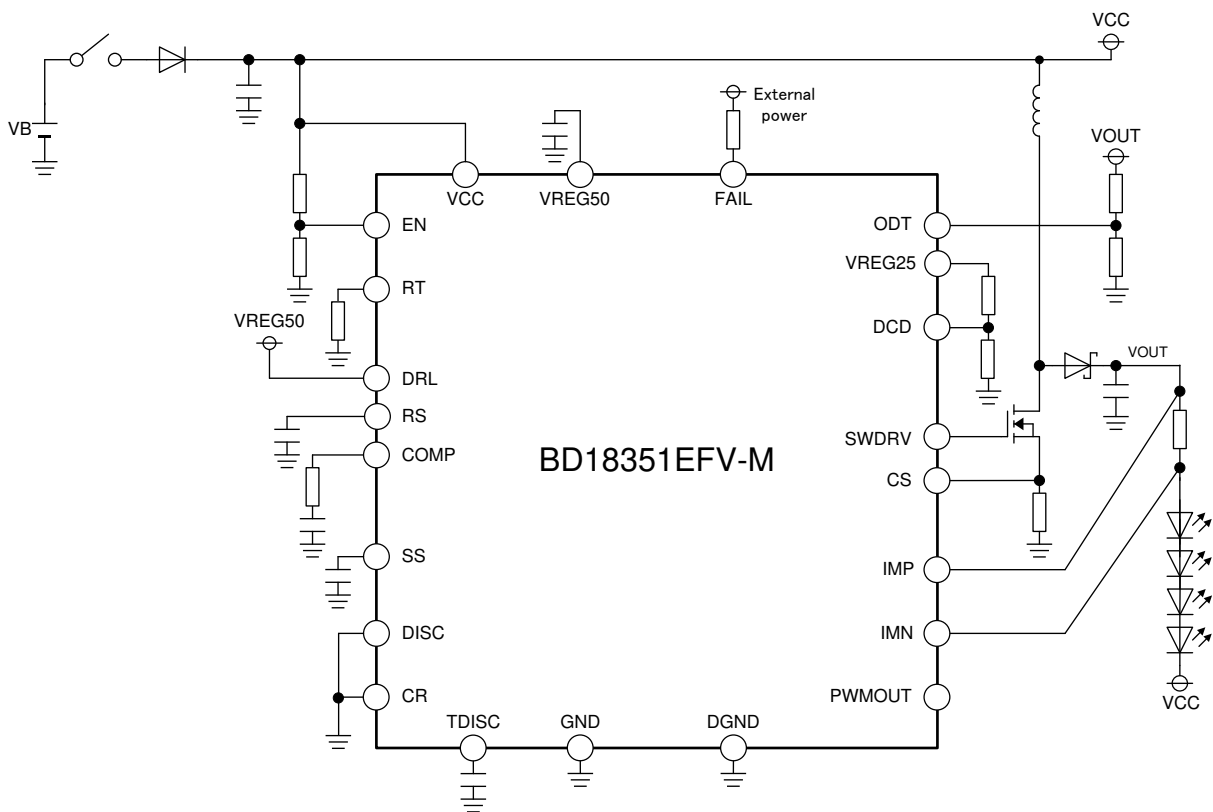 VCC
VB
External
power
VOUT
VCC
VREG50
FAIL
EN
ODT
VREG25
RT
VREG50
DCD
VOUT
DRL
RS
SWDRV
COMP
BD18351EFV-M
CS
SS
IMP
DISC
IMN
CR
PWMOUT
VCC
TDISC
GND
DGND